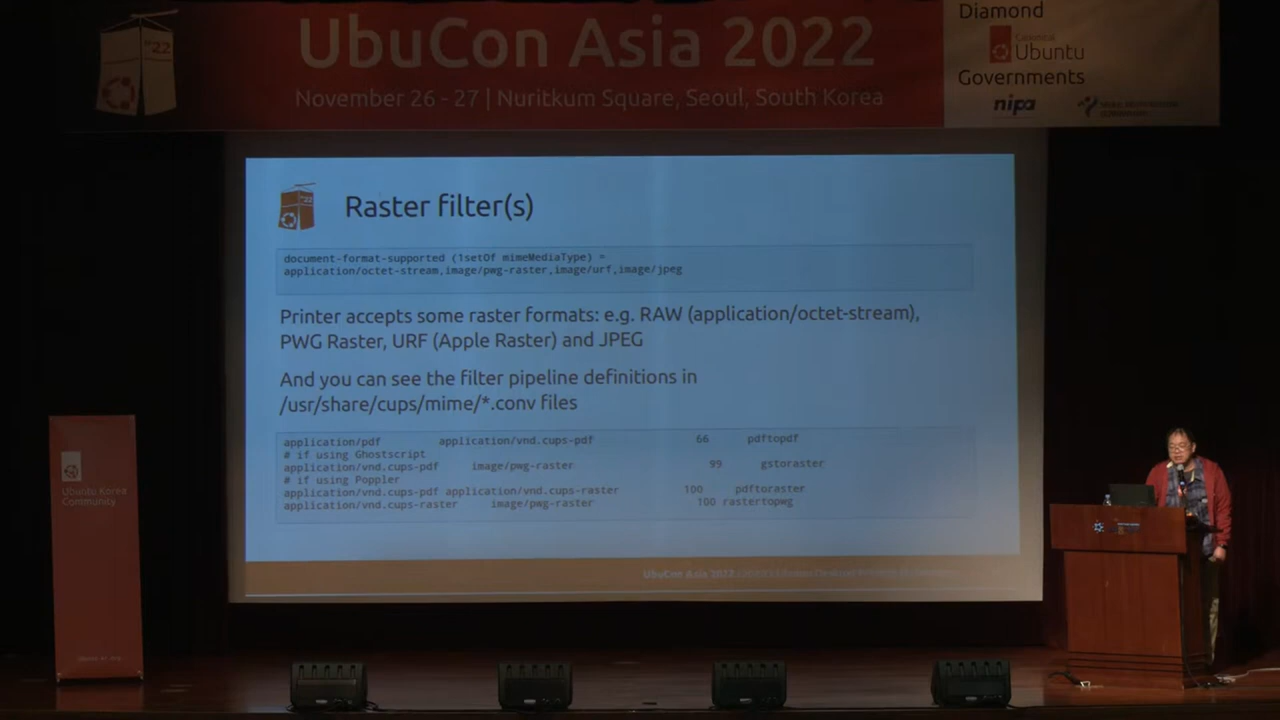 UbuCon Asia 2022
November 26 - 27 | Nuritkum Square, Seoul, South Korea
Diamond
Canonical
Ubuntu
Governments
nipa
'22
'22
Raster filter(s)
document-format-supported (1setOf mimeMediaType) =
application/octet-stream,image/pwg-raster,image/urf,image/jpeg
Printer accepts some raster formats: e.g. RAW (application/octet-stream),
PWG Raster, URF (Apple Raster) and JPEG
And you can see the filter pipeline definitions in
/usr/share/cups/mime/*.conv files
application/pdf application/vnd.cups-pdf 66 pdftopdf
# if using Ghostscript
application/vnd.cups-pdf image/pwg-raster 99 gstoraster
# if using Poppler
application/vnd.cups-pdf application/vnd.cups-raster 100 pdftoraster
application/vnd.cups-raster image/pwg-raster 100 rastertopwg
UbuCon Asia 2022
Ubuntu Korea
Community